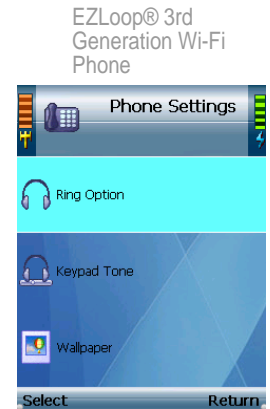 EZLoop® 3rd
Generation Wi-Fi
Phone
Phone Settings
Ring Option
Keypad Tone
Wallpaper
Select Return